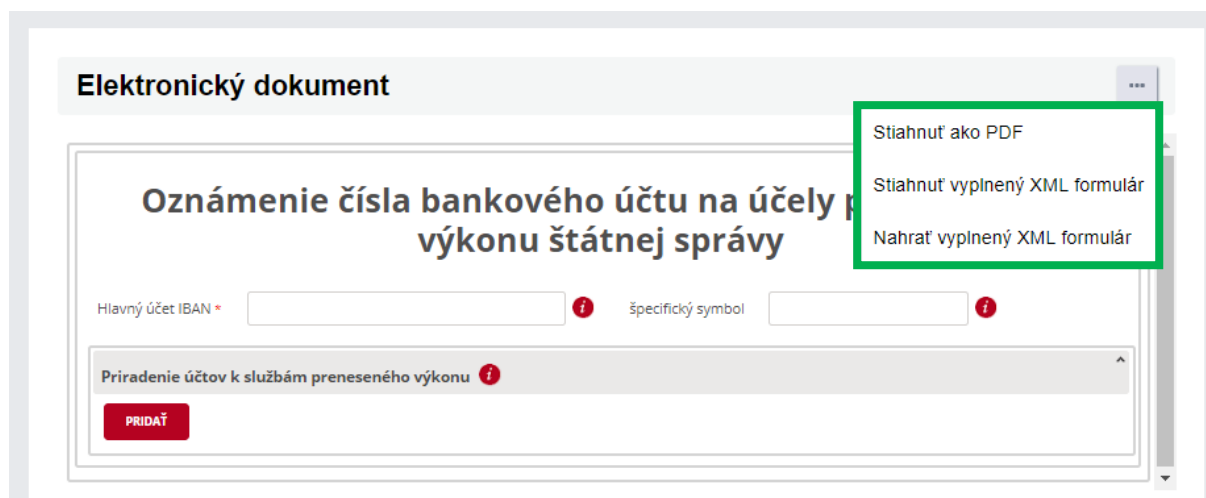 Elektronický dokument
Stiahnuť ako PDF
Stiahnuť vyplnený XML formulár
Nahrať vyplnený XML formulár
Oznámenie čísla bankového účtu na účely
výkonu štátnej správy
Hlavný účet IBAN *
špecifický symbol
Priradenie účtov k službám preneseného výkonu
PRIDAŤ